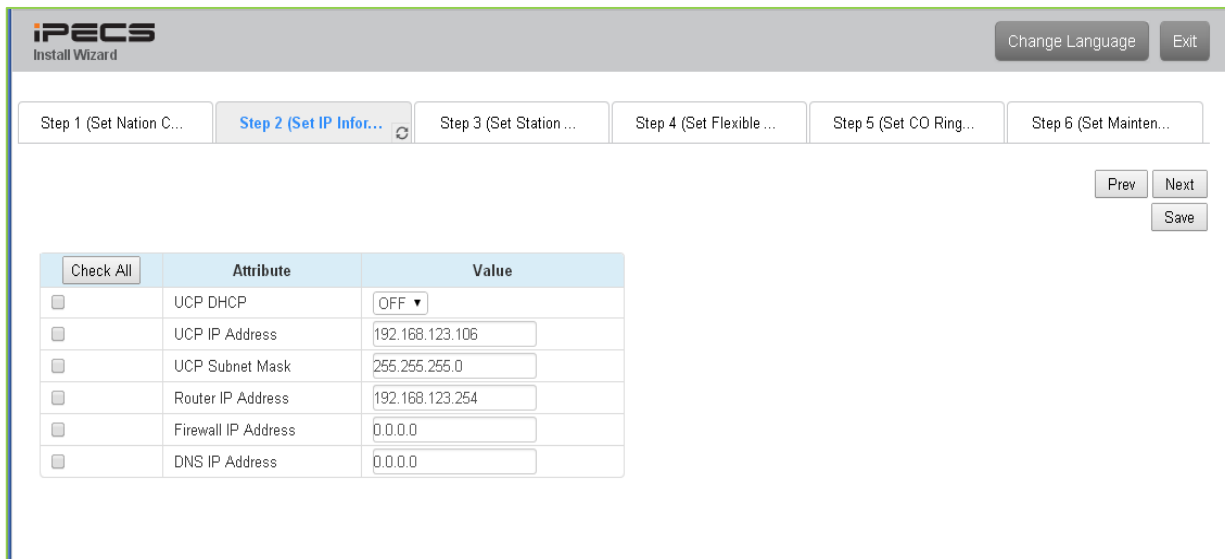 iPECS
Install Wizard
Change Language
Exit
Step 1 (Set Nation C...
Step 2 (Set IP Infor...
Step 3 (Set Station ...
Step 4 (Set Flexible ...
Step 5 (Set CO Ring...
Step 6 (Set Mainten...
Prev
Next
Save
Check All Attribute Value
UCP DHCP OFF
UCP IP Address 192.168.123.106
UCP Subnet Mask 255.255.255.0
Router IP Address 192.168.123.254
Firewall IP Address 0.0.0.0
DNS IP Address 0.0.0.0